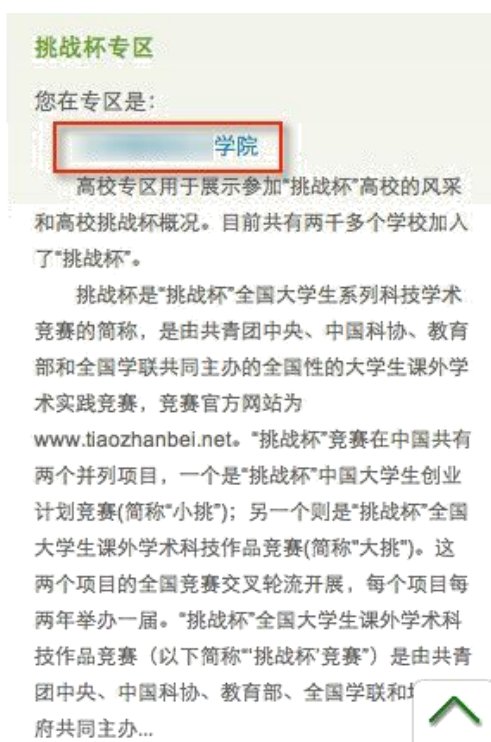 挑战杯专区
您在专区是：
学院
高校专区用于展示参加“挑战杯”高校的风采
和高校挑战杯概况。目前共有两千多个学校加入
了“挑战杯”。
挑战杯是“挑战杯”全国大学生系列科技学术
竞赛的简称，是由共青团中央、中国科协、教育
部和全国学联共同主办的全国性的大学生课外学
术实践竞赛，竞赛官方网站为
www.tiaozhanbei.net。“挑战杯”竞赛在中国共有
两个并列项目，一个是“挑战杯”中国大学生创业
计划竞赛(简称“小挑”)；另一个则是“挑战杯”全国
大学生课外学术科技作品竞赛(简称"大挑")。这
两个项目的全国竞赛交叉轮流开展，每个项目每
两年举办一届。“挑战杯”全国大学生课外学术科
技作品竞赛（以下简称“‘挑战杯’竞赛”）是由共青
团中央、中国科协、教育部、全国学联和
府共同主办...